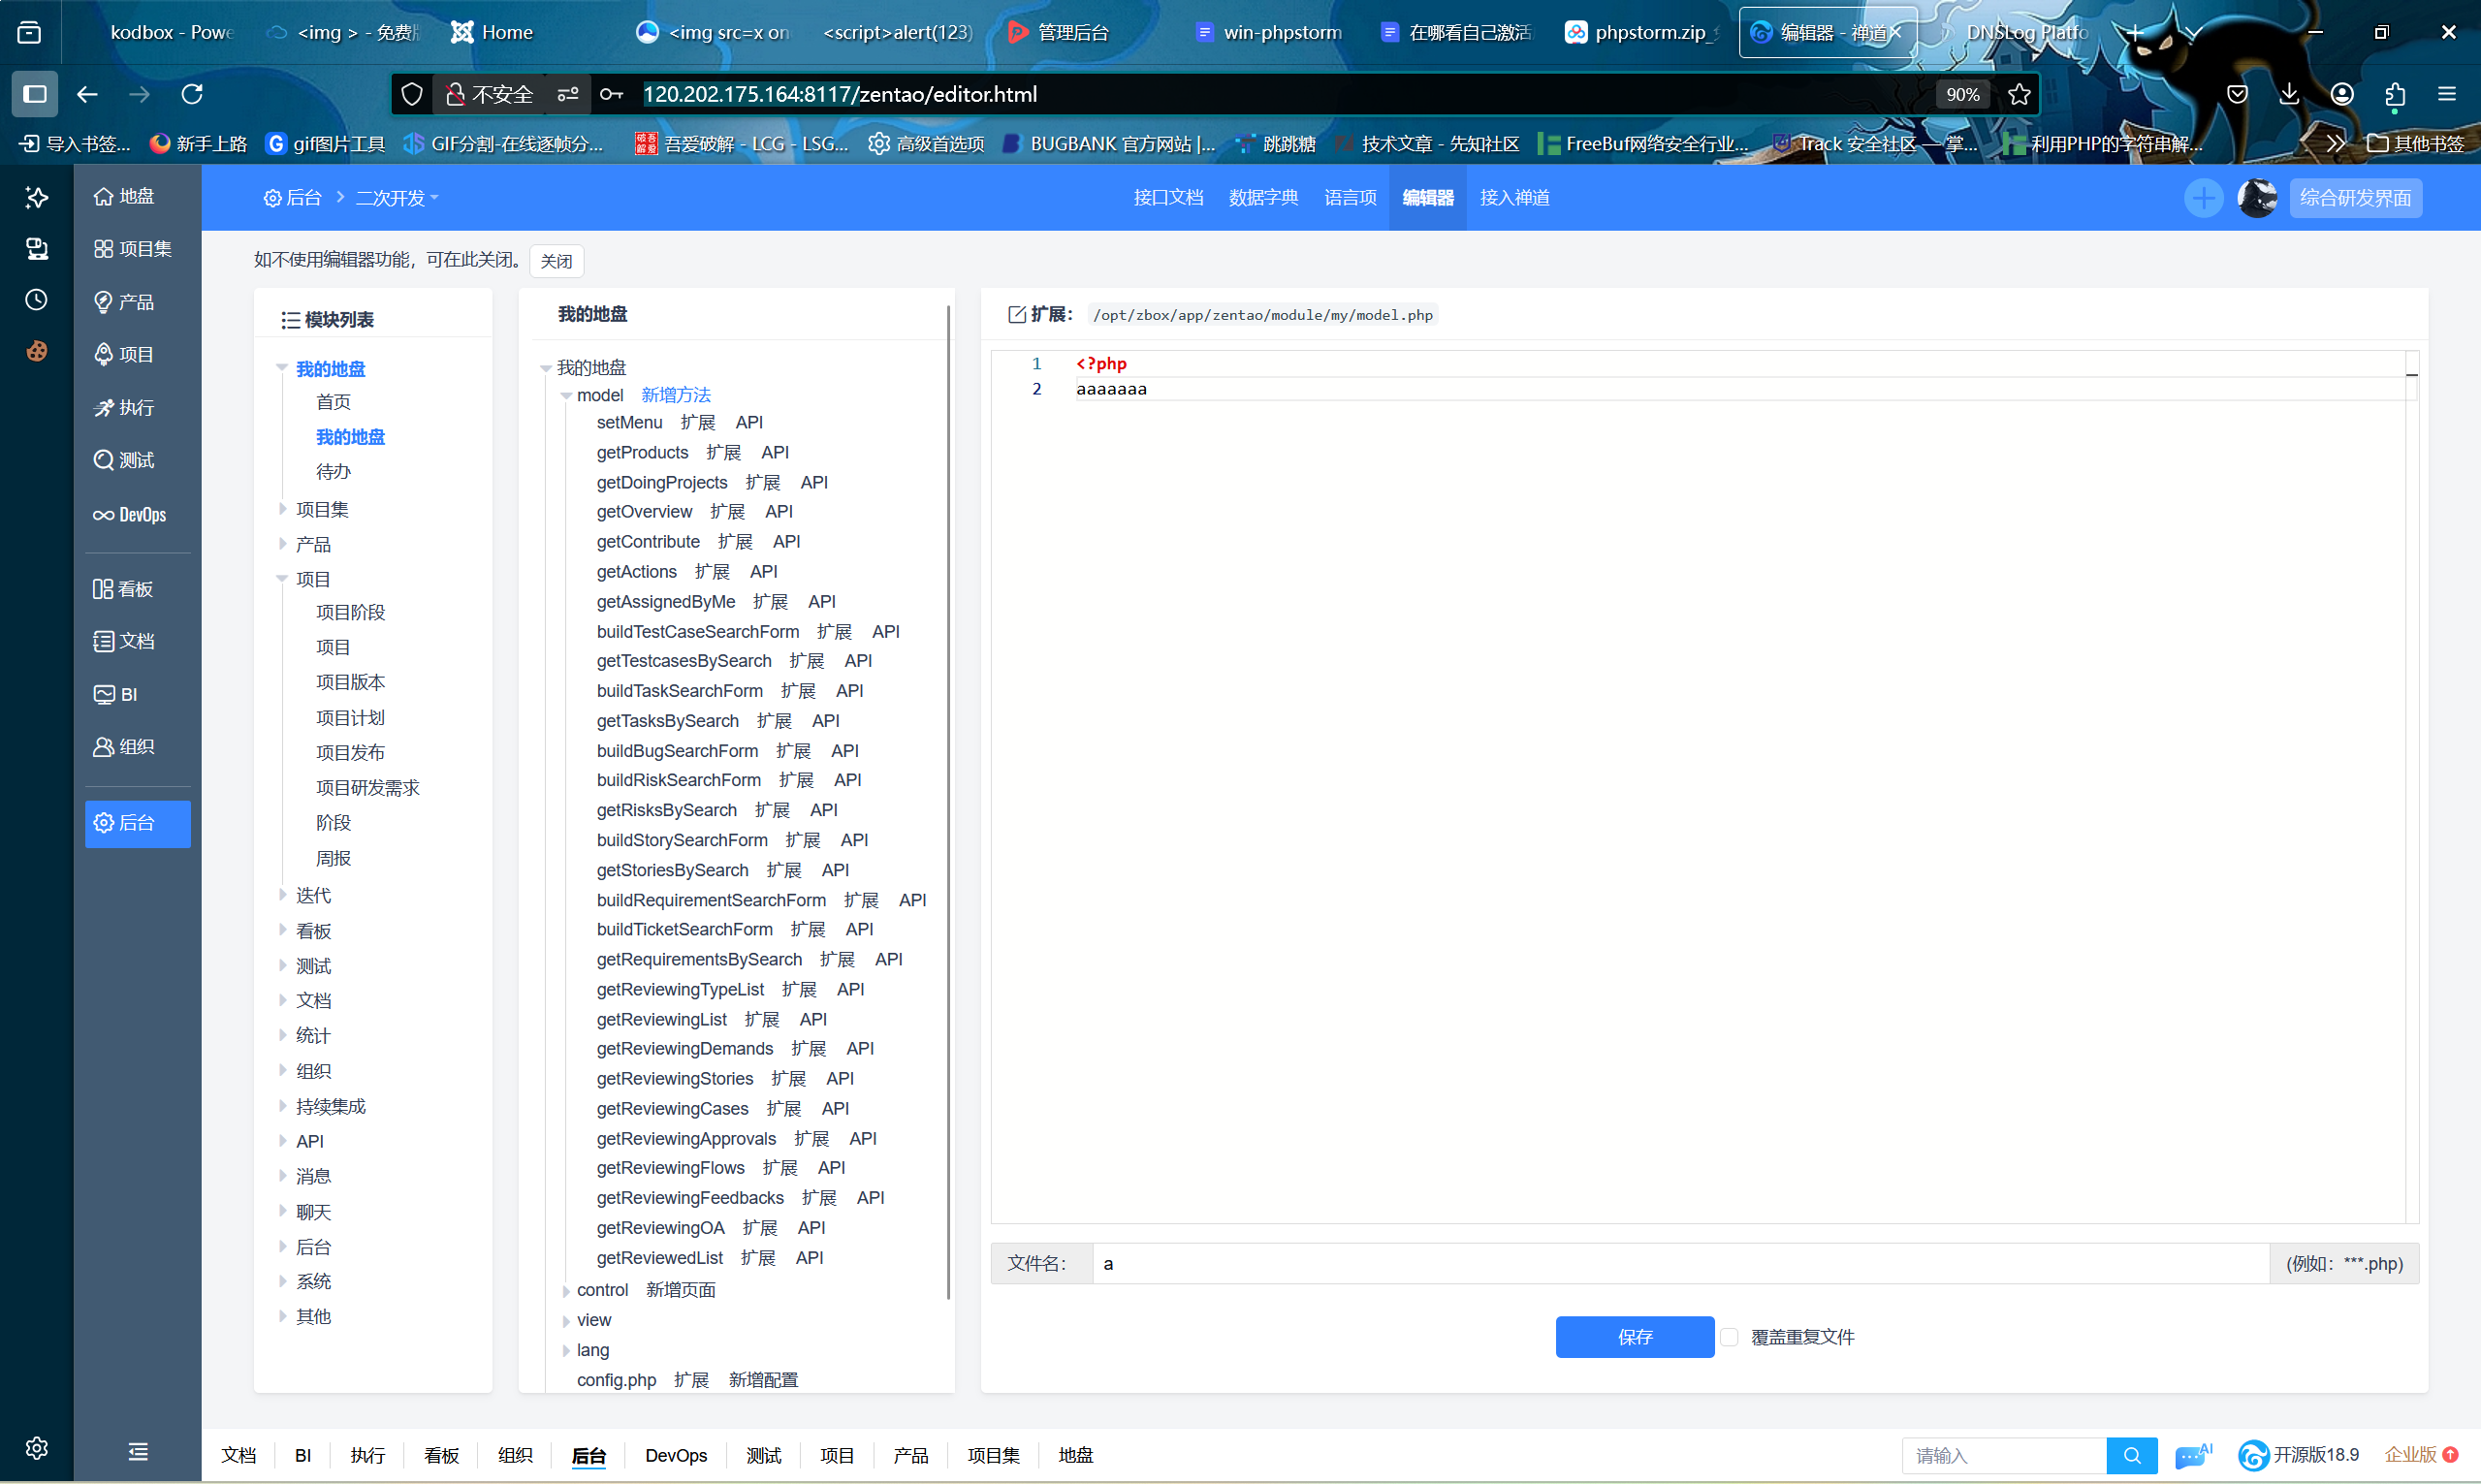 kodbox - Powe
<img > - 免费
Home
<img src=x on
<script>alert(123)
管理后台
win-phpstorm
在哪看自己激活
phpstorm.zip_
编辑器 - 禅道
DNSLog Platfo
不安全
120.202.175.164:8117/zentao/editor.html
90%
导入书签...
新手上路
gif图片工具
GIF分割-在线逐帧分...
吾爱破解 - LCG - LSG...
高级首选项
BUGBANK 官方网站 |...
跳跳糖
技术文章 - 先知社区
FreeBuf网络安全行业...
Track 安全社区 — 掌...
利用PHP的字符串解...
其他书签
地盘
项目集
产品
项目
执行
测试
DevOps
看板
文档
BI
组织
后台
后台
二次开发
接口文档
数据字典
语言项
编辑器
接入禅道
综合研发界面
如不使用编辑器功能，可在此关闭。
关闭
模块列表
我的地盘
首页
我的地盘
待办
项目集
产品
项目
项目阶段
项目
项目版本
项目计划
项目发布
项目研发需求
阶段
周报
迭代
看板
测试
文档
统计
组织
持续集成
API
消息
聊天
后台
系统
其他
我的地盘
我的地盘
model 新增方法
setMenu 扩展 API
getProducts 扩展 API
getDoingProjects 扩展 API
getOverview 扩展 API
getContribute 扩展 API
getActions 扩展 API
getAssignedByMe 扩展 API
buildTestCaseSearchForm 扩展 API
getTestcasesBySearch 扩展 API
buildTaskSearchForm 扩展 API
getTasksBySearch 扩展 API
buildBugSearchForm 扩展 API
buildRiskSearchForm 扩展 API
getRisksBySearch 扩展 API
buildStorySearchForm 扩展 API
getStoriesBySearch 扩展 API
buildRequirementSearchForm 扩展 API
buildTicketSearchForm 扩展 API
getRequirementsBySearch 扩展 API
getReviewingTypeList 扩展 API
getReviewingList 扩展 API
getReviewingDemands 扩展 API
getReviewingStories 扩展 API
getReviewingCases 扩展 API
getReviewingApprovals 扩展 API
getReviewingFlows 扩展 API
getReviewingFeedbacks 扩展 API
getReviewingOA 扩展 API
getReviewedList 扩展 API
control 新增页面
view
lang
config.php 扩展 新增配置
扩展： /opt/zbox/app/zentao/module/my/model.php
1 <?php
2 aaaaaaa
文件名： a (例如：***.php)
保存
覆盖重复文件
文档
BI
执行
看板
组织
后台
DevOps
测试
项目
产品
项目集
地盘
请输入
AI
开源版18.9
企业版